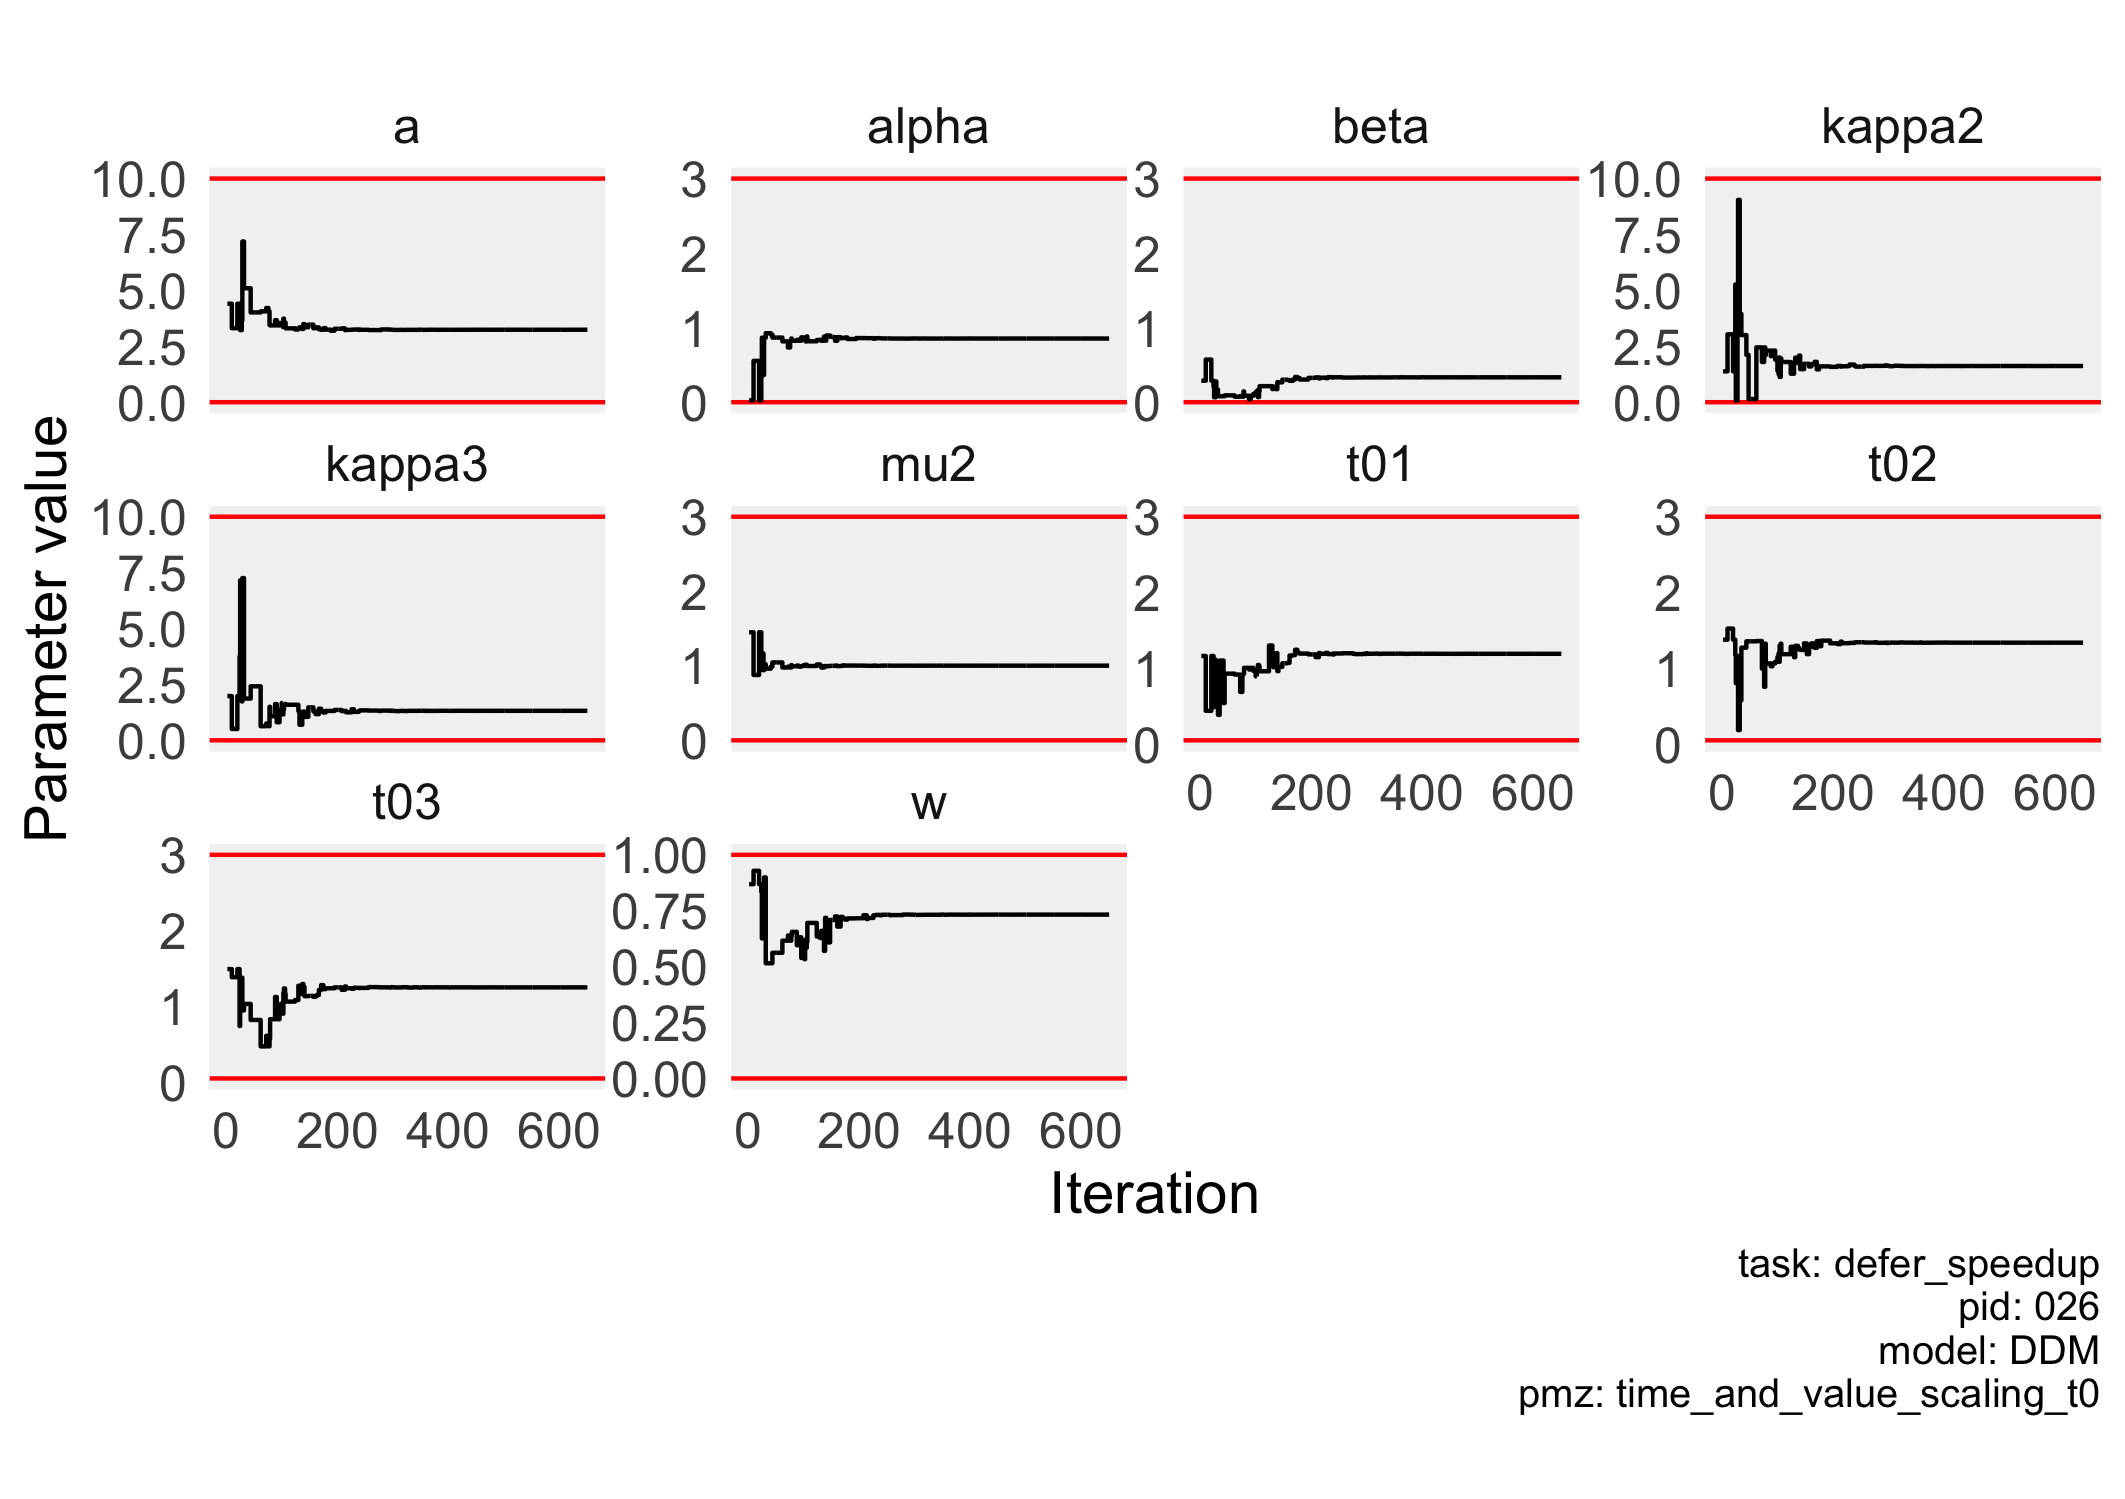 a
alpha
beta
kappa2
10.0
7.5
5.0
2.5
0.0
3
2
1
0
3
2
1
0
10.0
7.5
5.0
2.5
0.0
kappa3
mu2
t01
t02
10.0
7.5
5.0
2.5
0.0
3
2
1
0
3
2
1
0
3
2
1
0
0 200 400 600
0 200 400 600
t03
w
3
2
1
0
1.00
0.75
0.50
0.25
0.00
0 200 400 600
0 200 400 600
Parameter value
Iteration
task: defer_speedup
pid: 026
model: DDM
pmz: time_and_value_scaling_t0